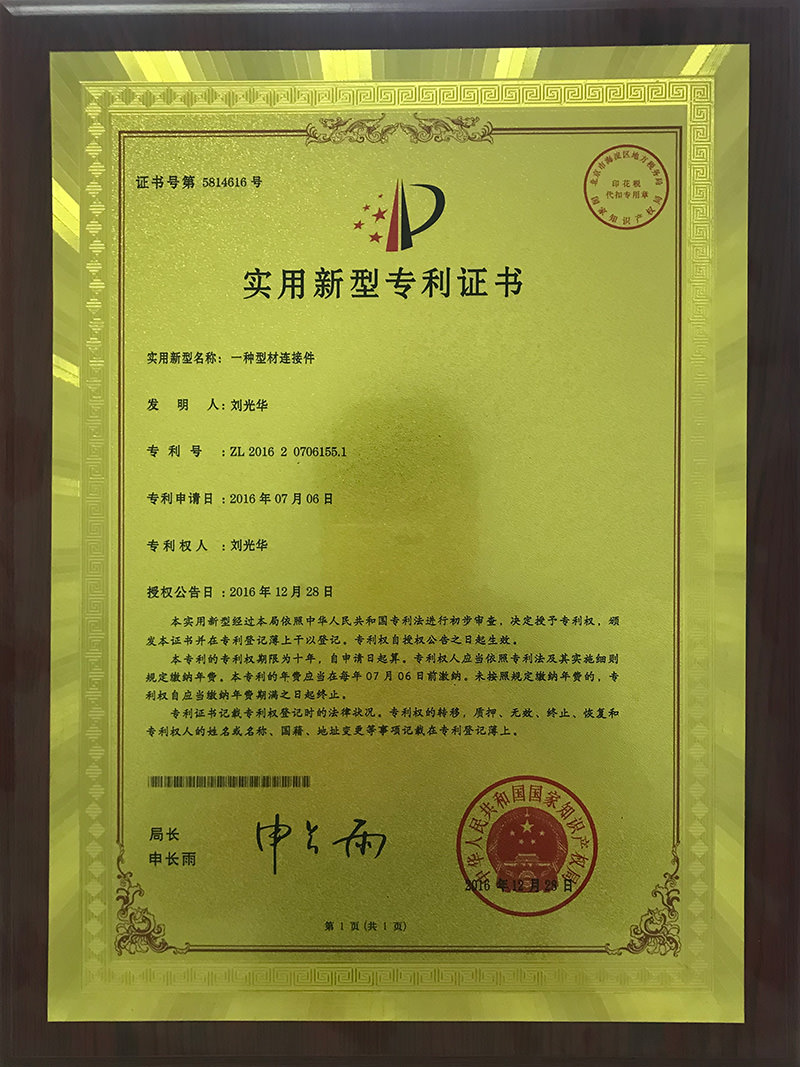 证书号第 5814616 号
北京市海淀区地方税务局
印花税
代扣专用章
国家知识产权局
实用新型专利证书
实用新型名称：一种型材连接件
发明人：刘光华
专利号：ZL 2016 2 0706155.1
专利申请日：2016 年 07 月 06 日
专利权人：刘光华
授权公告日：2016 年 12 月 28 日
本实用新型经过本局依照中华人民共和国专利法进行初步审查，决定授予专利权，颁
发本证书并在专利登记薄上干以登记。专利权自授权公告之日起生效。
本专利的专利权期限为十年，自申请日起算。专利权人应当依照专利法及其实施细则
规定缴纳年费。本专利的年费应当在每年 07 月 06 日前激纳。未按照规定缴纳年费的，专
利权自应当缴纳年费期满之日起终止。
专利证书记载专利权登记时的法律状况。专利权的转移，质押、无效、终止、恢复和
专利权人的姓名或名称、国籍、地址变更等事项记载在专利登记薄上。
局长
申长雨
申长雨
中华人民共和国国家知识产权局
2016 年 12 月 28 日
第 1 页 (共 1 页)